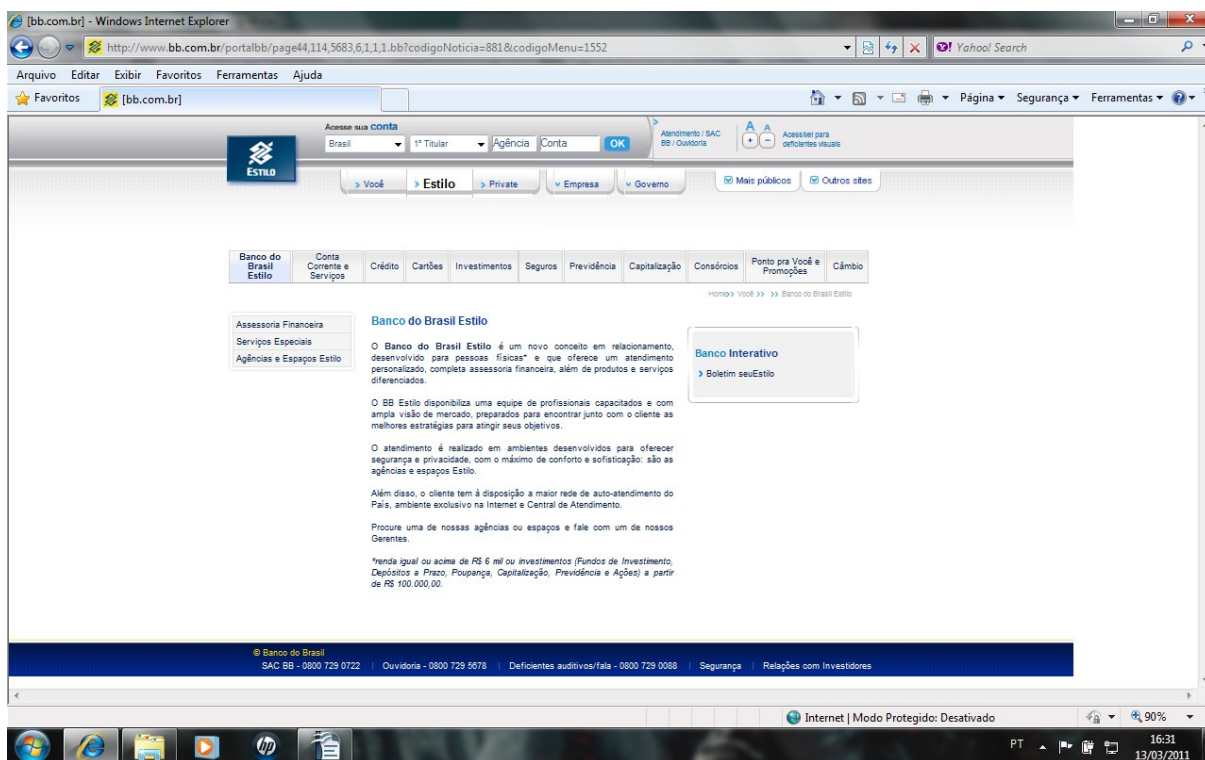 [bb.com.br] - Windows Internet Explorer
http://www.bb.com.br/portalbb/page44,114,5683,6,1,1,1.bb?codigoNoticia=881&codigoMenu=1552
Yahoo! Search
Arquivo Editar Exibir Favoritos Ferramentas Ajuda
Favoritos [bb.com.br] Página Segurança Ferramentas
Acesse sua conta
Brasil 1º Titular Agência Conta OK
Atendimento / SAC
BB / Ouvidoria
A A
+ -
Acessível para
deficientes visuais
ESTILO
Você Estilo Private Empresa Governo Mais públicos Outros sites
Banco do
Brasil
Estilo
Conta
Corrente e
Serviços
Crédito Cartões Investimentos Seguros Previdência Capitalização Consórcios
Ponto pra Você e
Promoções
Câmbio
Home>> Você >> >> Banco do Brasil Estilo
Assessoria Financeira
Serviços Especiais
Agências e Espaços Estilo
Banco do Brasil Estilo
O Banco do Brasil Estilo é um novo conceito em relacionamento,
desenvolvido para pessoas físicas* e que oferece um atendimento
personalizado, completa assessoria financeira, além de produtos e serviços
diferenciados.
O BB Estilo disponibiliza uma equipe de profissionais capacitados e com
ampla visão de mercado, preparados para encontrar junto com o cliente as
melhores estratégias para atingir seus objetivos.
O atendimento é realizado em ambientes desenvolvidos para oferecer
segurança e privacidade, com o máximo de conforto e sofisticação: são as
agências e espaços Estilo.
Além disso, o cliente tem à disposição a maior rede de auto-atendimento do
País, ambiente exclusivo na Internet e Central de Atendimento.
Procure uma de nossas agências ou espaços e fale com um de nossos
Gerentes.
*renda igual ou acima de R$ 6 mil ou investimentos (Fundos de Investimento,
Depósitos a Prazo, Poupança, Capitalização, Previdência e Ações) a partir
de R$ 100.000,00.
Banco Interativo
Boletim seuEstilo
© Banco do Brasil
SAC BB - 0800 729 0722 | Ouvidoria - 0800 729 5678 | Deficientes auditivos/fala - 0800 729 0088 | Segurança | Relações com Investidores
Internet | Modo Protegido: Desativado
90%
hp
PT
16:31
13/03/2011